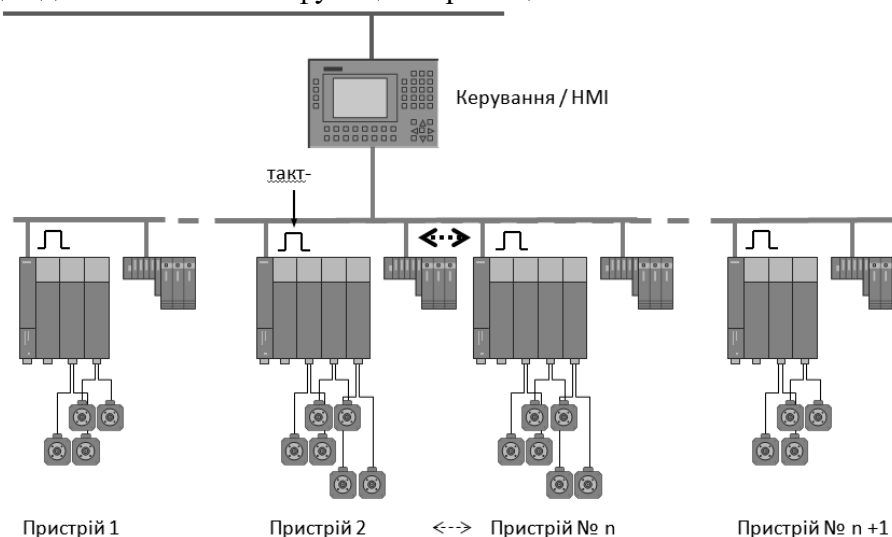 Керування / HMI
такт-
Пристрій 1
Пристрій 2
<--> Пристрій № n
Пристрій № n +1